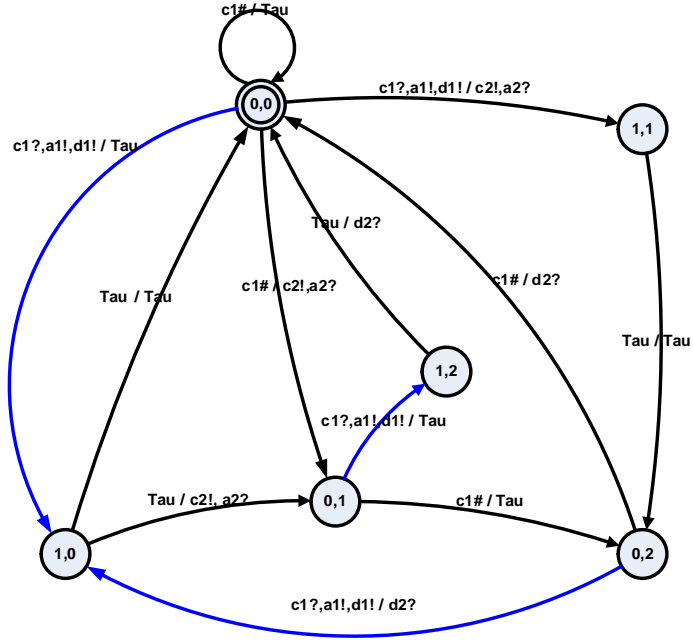 c1# / Tau
c1?,a1!,d1! / c2!,a2?
0,0
1,1
c1?,a1!,d1! / Tau
Tau / d2?
c1# / c2!,a2?
c1# / d2?
Tau / Tau
Tau / Tau
1,2
c1?,a1!,d1! / Tau
Tau / c2!, a2?
0,1
c1# / Tau
1,0
0,2
c1?,a1!,d1! / d2?